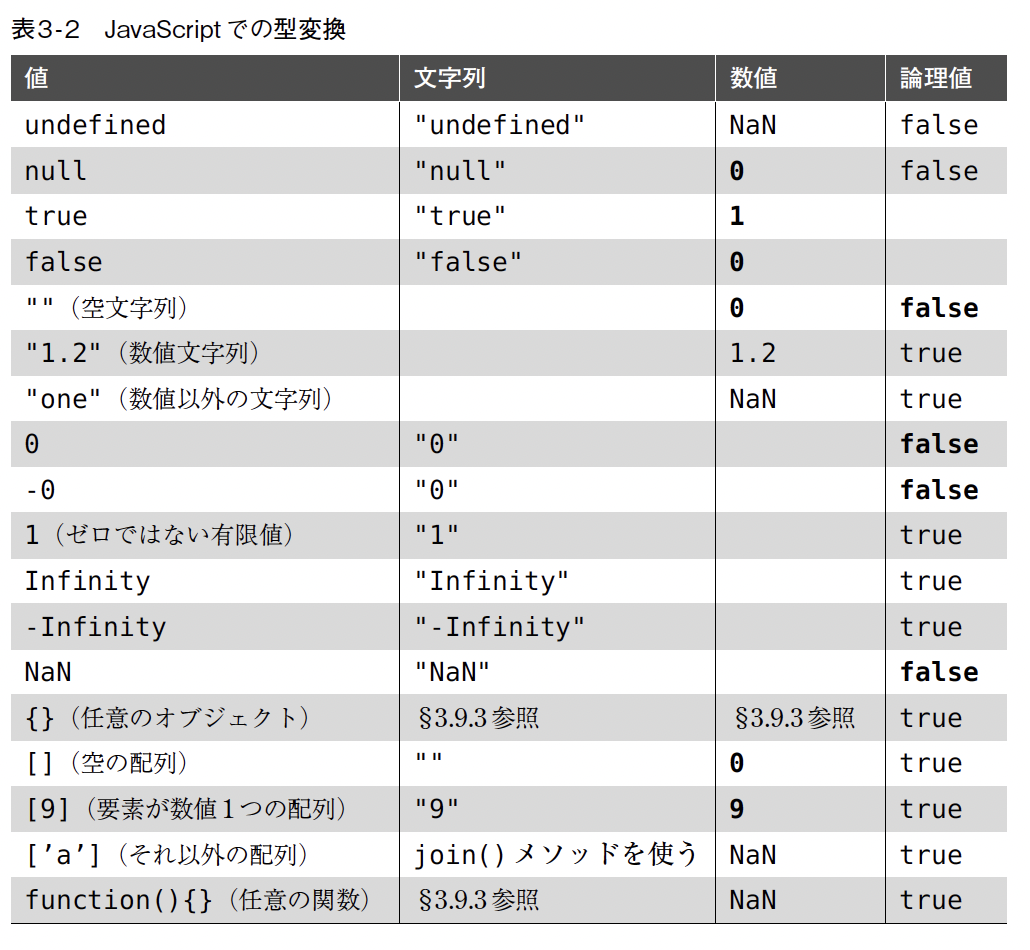 表3-2 JavaScriptでの型変換
値 文字列 数値 論理値
undefined "undefined" NaN false
null "null" 0 false
true "true" 1
false "false" 0
""（空文字列） 0 false
"1.2"（数値文字列） 1.2 true
"one"（数値以外の文字列） NaN true
0 "0" false
-0 "0" false
1（ゼロではない有限値） "1" true
Infinity "Infinity" true
-Infinity "-Infinity" true
NaN "NaN" false
{}（任意のオブジェクト） §3.9.3参照 §3.9.3参照 true
[]（空の配列） "" 0 true
[9]（要素が数値1つの配列） "9" 9 true
[’a’]（それ以外の配列） join()メソッドを使う NaN true
function(){}（任意の関数） §3.9.3参照 NaN true